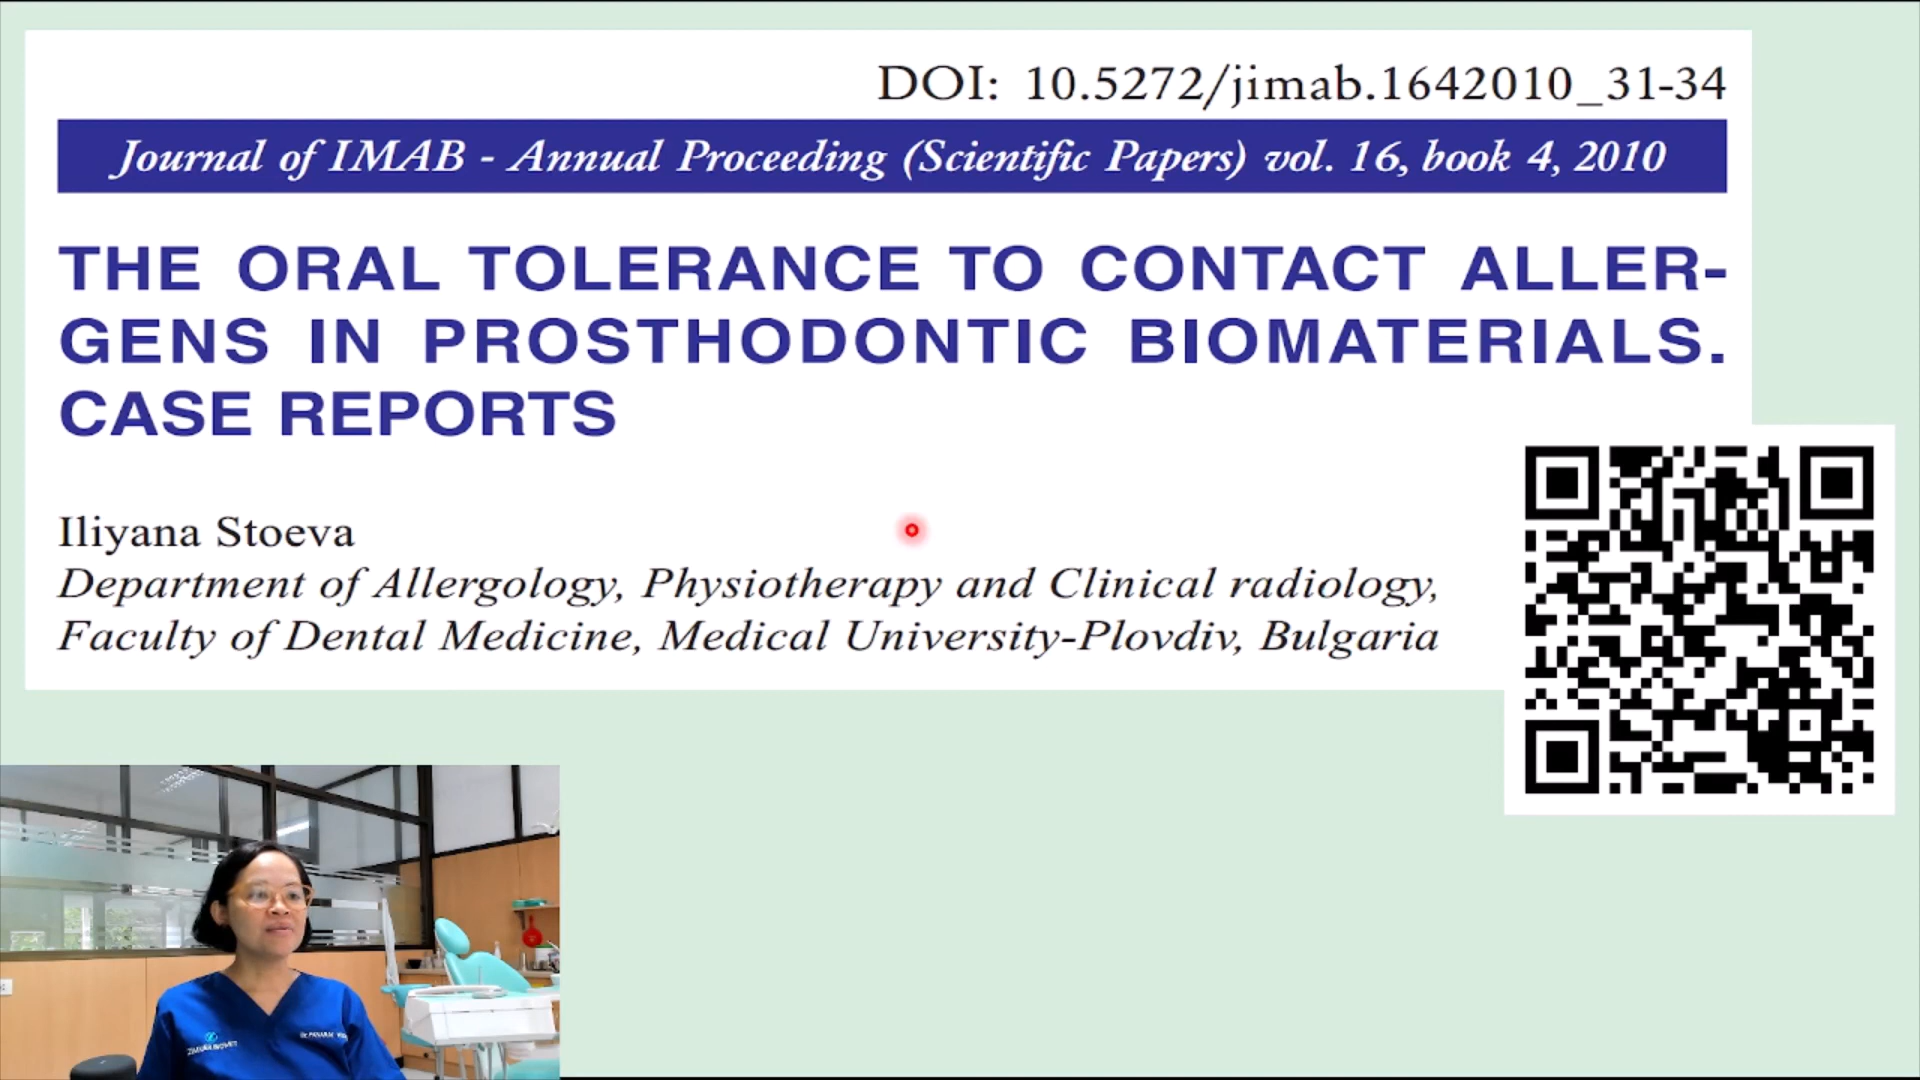 DOI: 10.5272/jimab.1642010_31-34
Journal of IMAB - Annual Proceeding (Scientific Papers) vol. 16, book 4, 2010
THE ORAL TOLERANCE TO CONTACT ALLER-
GENS IN PROSTHODONTIC BIOMATERIALS.
CASE REPORTS
Iliyana Stoeva
Department of Allergology, Physiotherapy and Clinical radiology,
Faculty of Dental Medicine, Medical University-Plovdiv, Bulgaria